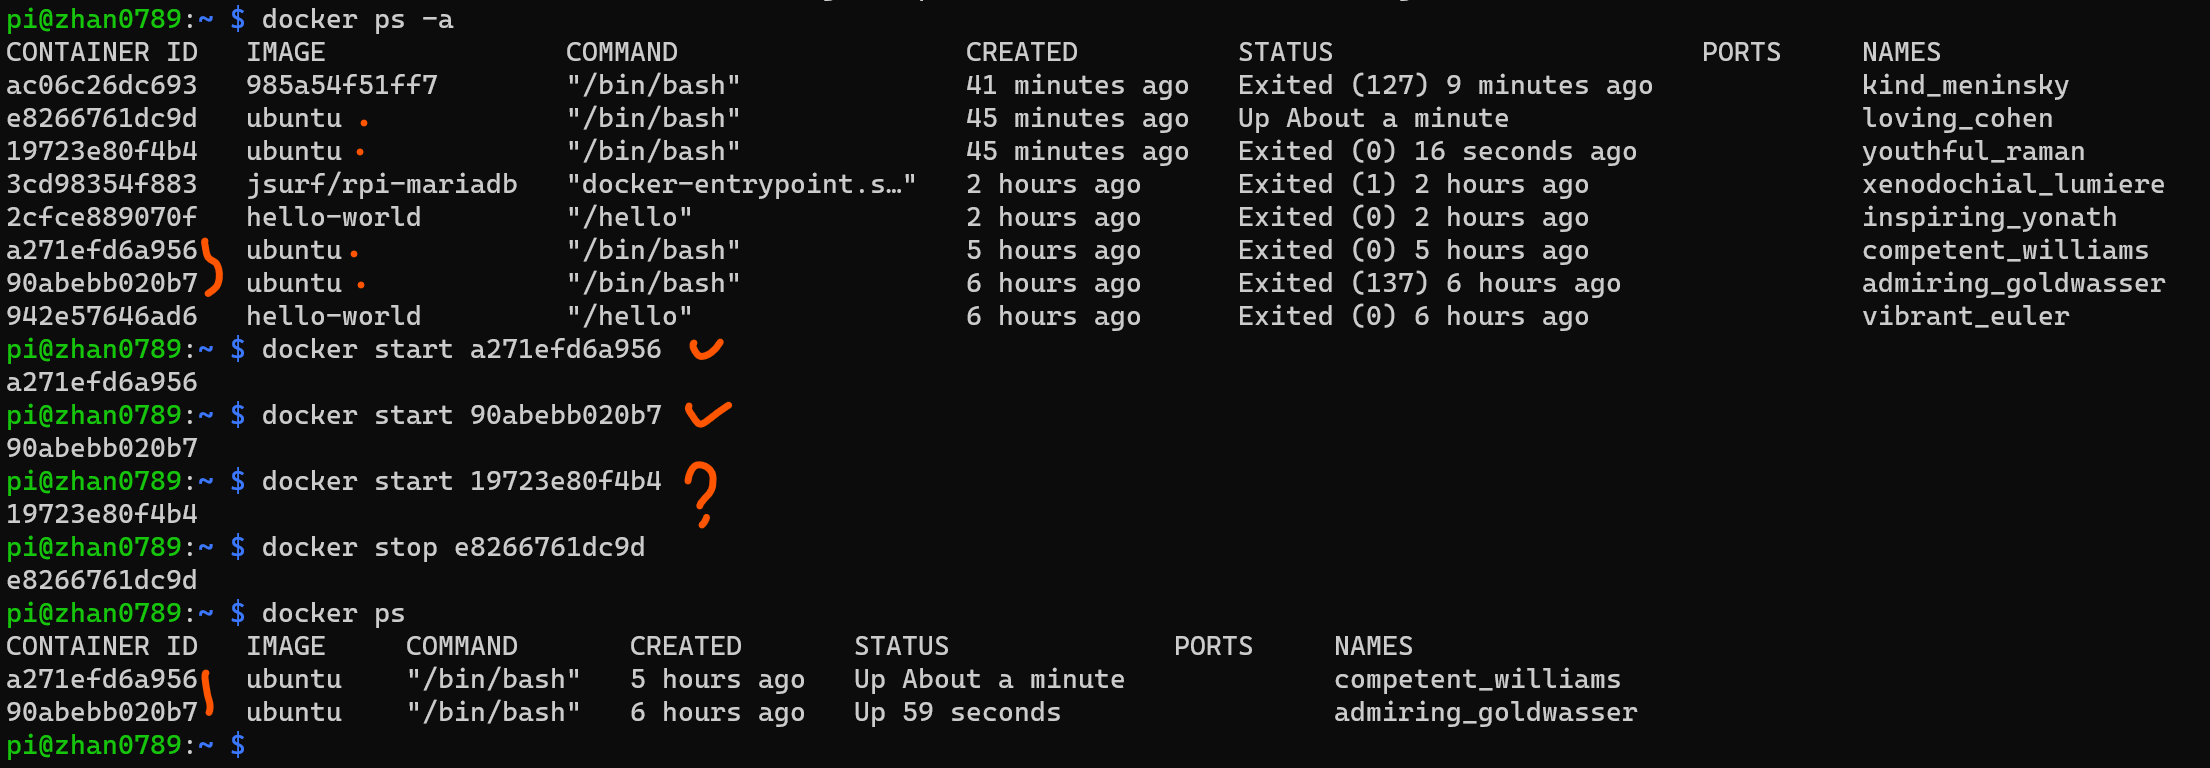 pi@zhan0789:~ $ docker ps -a
CONTAINER ID   IMAGE               COMMAND                  CREATED          STATUS                       PORTS     NAMES
ac06c26dc693   985a54f51ff7        "/bin/bash"              41 minutes ago   Exited (127) 9 minutes ago             kind_meninsky
e8266761dc9d   ubuntu              "/bin/bash"              45 minutes ago   Up About a minute                      loving_cohen
19723e80f4b4   ubuntu              "/bin/bash"              45 minutes ago   Exited (0) 16 seconds ago              youthful_raman
3cd98354f883   jsurf/rpi-mariadb   "docker-entrypoint.s…"   2 hours ago      Exited (1) 2 hours ago                 xenodochial_lumiere
2cfce889070f   hello-world         "/hello"                 2 hours ago      Exited (0) 2 hours ago                 inspiring_yonath
a271efd6a956   ubuntu              "/bin/bash"              5 hours ago      Exited (0) 5 hours ago                 competent_williams
90abebb020b7   ubuntu              "/bin/bash"              6 hours ago      Exited (137) 6 hours ago               admiring_goldwasser
942e57646ad6   hello-world         "/hello"                 6 hours ago      Exited (0) 6 hours ago                 vibrant_euler
pi@zhan0789:~ $ docker start a271efd6a956
a271efd6a956
pi@zhan0789:~ $ docker start 90abebb020b7
90abebb020b7
pi@zhan0789:~ $ docker start 19723e80f4b4 ?
19723e80f4b4
pi@zhan0789:~ $ docker stop e8266761dc9d
e8266761dc9d
pi@zhan0789:~ $ docker ps
CONTAINER ID   IMAGE     COMMAND       CREATED       STATUS              PORTS     NAMES
a271efd6a956   ubuntu    "/bin/bash"   5 hours ago   Up About a minute             competent_williams
90abebb020b7   ubuntu    "/bin/bash"   6 hours ago   Up 59 seconds                 admiring_goldwasser
pi@zhan0789:~ $